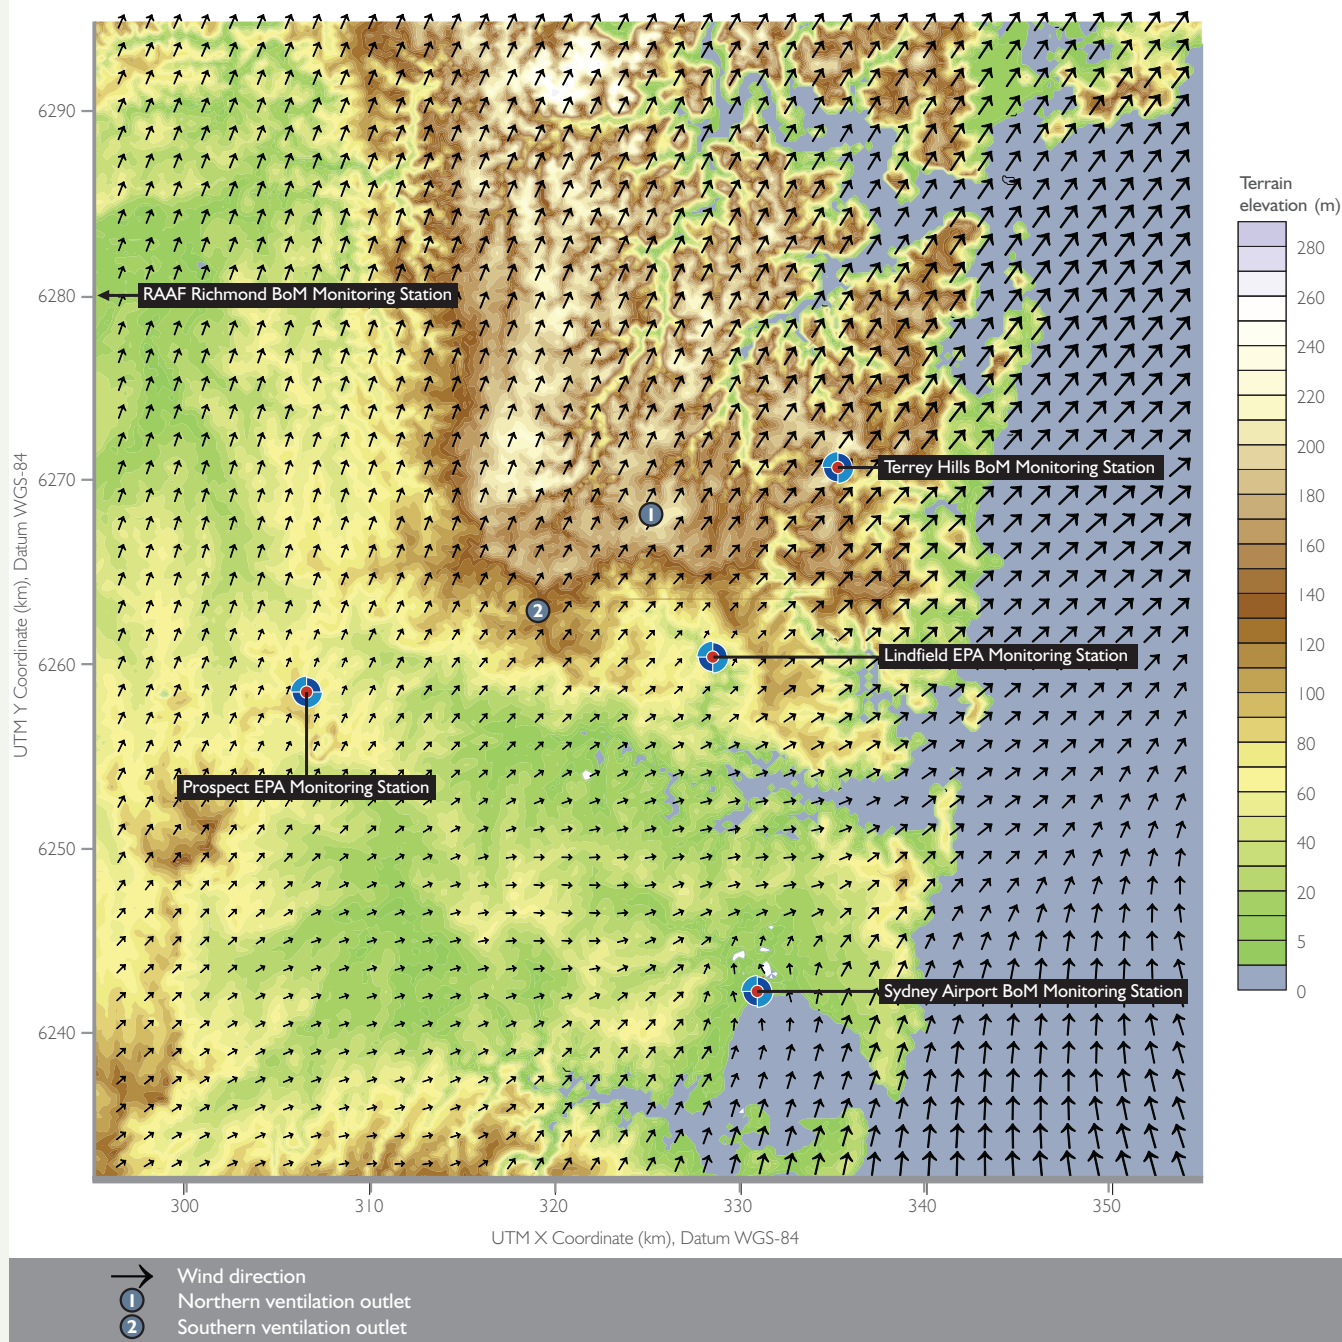 Terrain
elevation (m)
280
260
240
220
200
180
160
140
120
100
80
60
40
20
5
0
UTM Y Coordinate (km), Datum WGS-84
6290
6280
6270
6260
6250
6240
RAAF Richmond BoM Monitoring Station
Terrey Hills BoM Monitoring Station
1
2
Lindfield EPA Monitoring Station
Prospect EPA Monitoring Station
Sydney Airport BoM Monitoring Station
300 310 320 330 340 350
UTM X Coordinate (km), Datum WGS-84
Wind direction
1 Northern ventilation outlet
2 Southern ventilation outlet